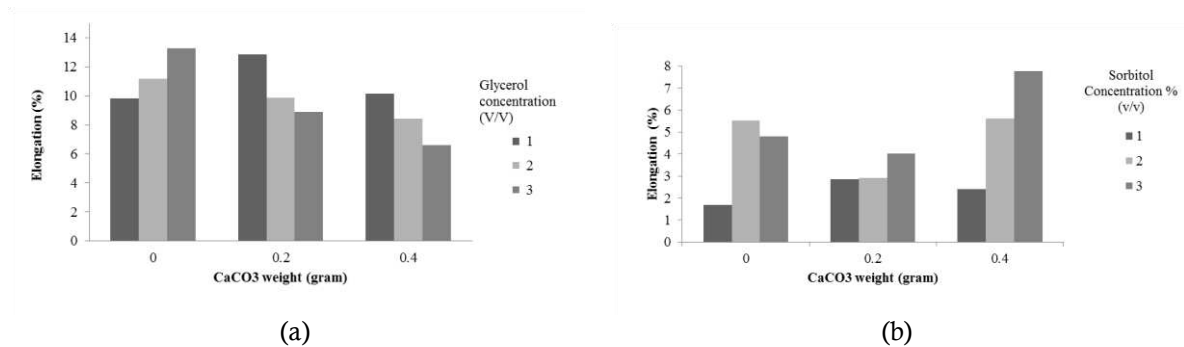 14
12
10
8
6
4
2
0
Elongation (%)
0
0.2
0.4
CaCO3 weight (gram)
Glycerol
concentration
(V/V)
1
2
3
(a)
8
7
6
5
4
3
2
1
0
Elongation (%)
0
0.2
0.4
CaCO3 weight (gram)
Sorbitol
Concentration %
(v/v)
1
2
3
(b)